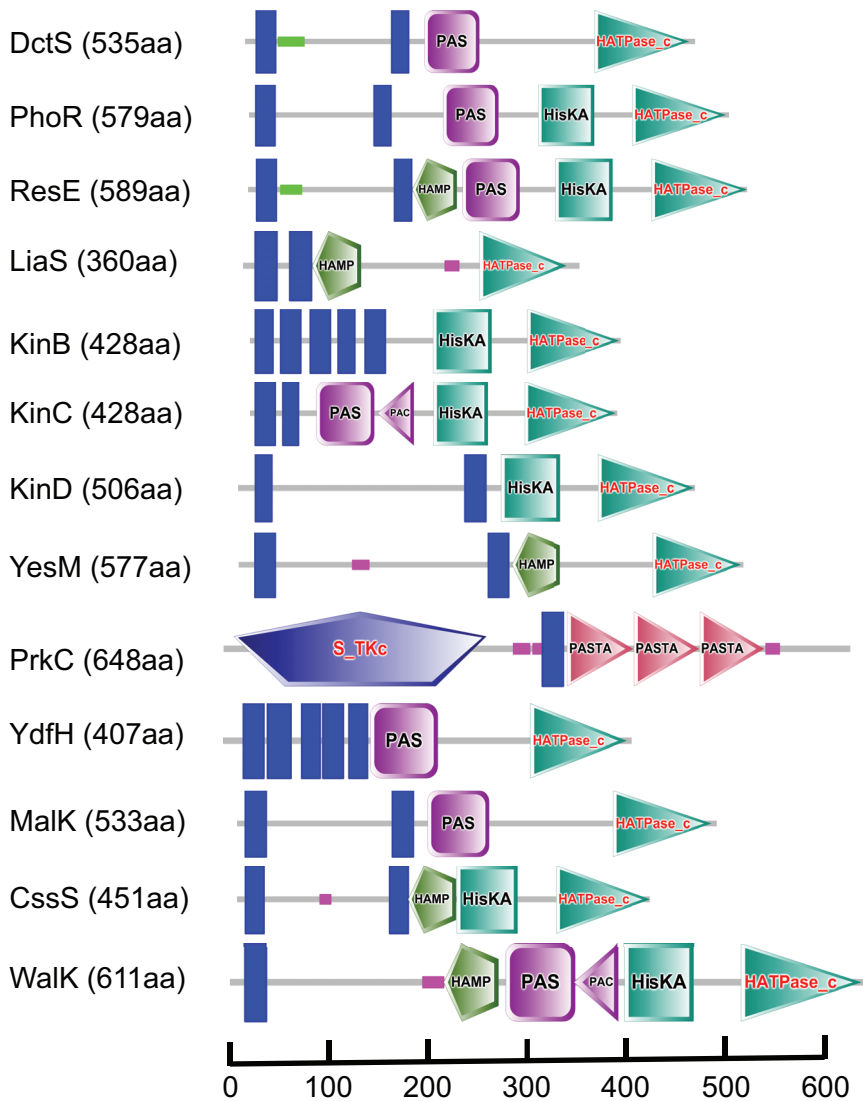 DctS (535aa) PAS HATPase_c
PhoR (579aa) PAS HisKA HATPase_c
ResE (589aa) HAMP PAS HisKA HATPase_c
LiaS (360aa) HAMP HATPase_c
KinB (428aa) HisKA HATPase_c
KinC (428aa) PAS PAC HisKA HATPase_c
KinD (506aa) HisKA HATPase_c
YesM (577aa) HAMP HATPase_c
PrkC (648aa) S_TKc PASTA PASTA PASTA
YdfH (407aa) PAS HATPase_c
MalK (533aa) PAS HATPase_c
CssS (451aa) HAMP HisKA HATPase_c
WalK (611aa) HAMP PAS PAC HisKA HATPase_c
0 100 200 300 400 500 600